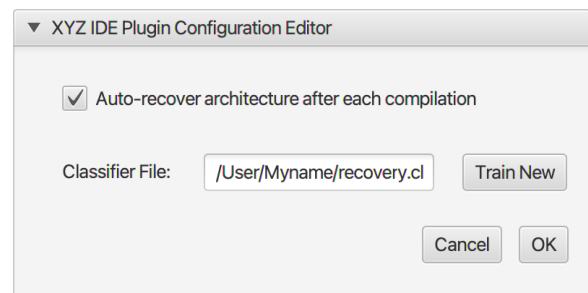 XYZ IDE Plugin Configuration Editor
Auto-recover architecture after each compilation
Classifier File: /User/Myname/recovery.cl Train New
Cancel OK